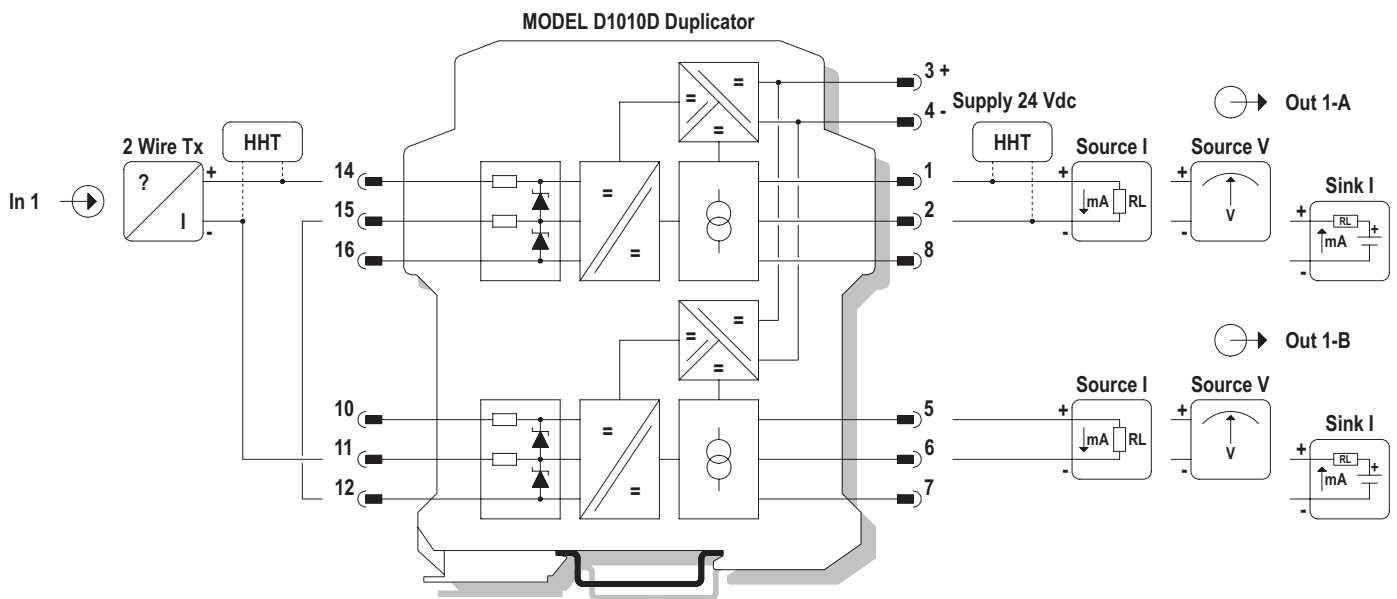 MODEL D1010D Duplicator
3 +
4 -
Supply 24 Vdc
Out 1-A
2 Wire Tx
HHT
HHT
Source I
Source V
In 1
?
I
+
-
14
15
16
=
=
=
=
=
1
2
8
+
-
mA
RL
+
-
V
Sink I
+
-
RL
+
mA
=
=
=
Out 1-B
10
11
12
=
=
5
6
7
Source I
+
-
mA
RL
Source V
+
-
V
Sink I
+
-
RL
+
mA